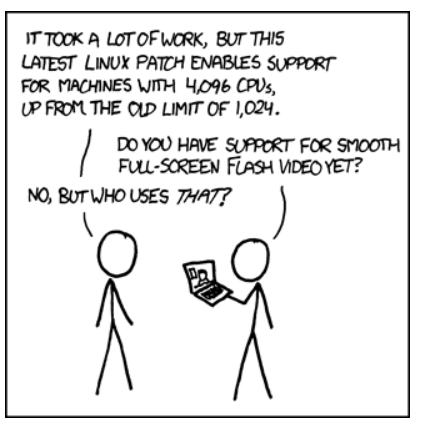 IT TOOK A LOT OF WORK, BUT THIS
LATEST LINUX PATCH ENABLES SUPPORT
FOR MACHINES WITH 4,096 CPUs,
UP FROM THE OLD LIMIT OF 1,024.
DO YOU HAVE SUPPORT FOR SMOOTH
FULL-SCREEN FLASH VIDEO YET?
NO, BUT WHO USES THAT?